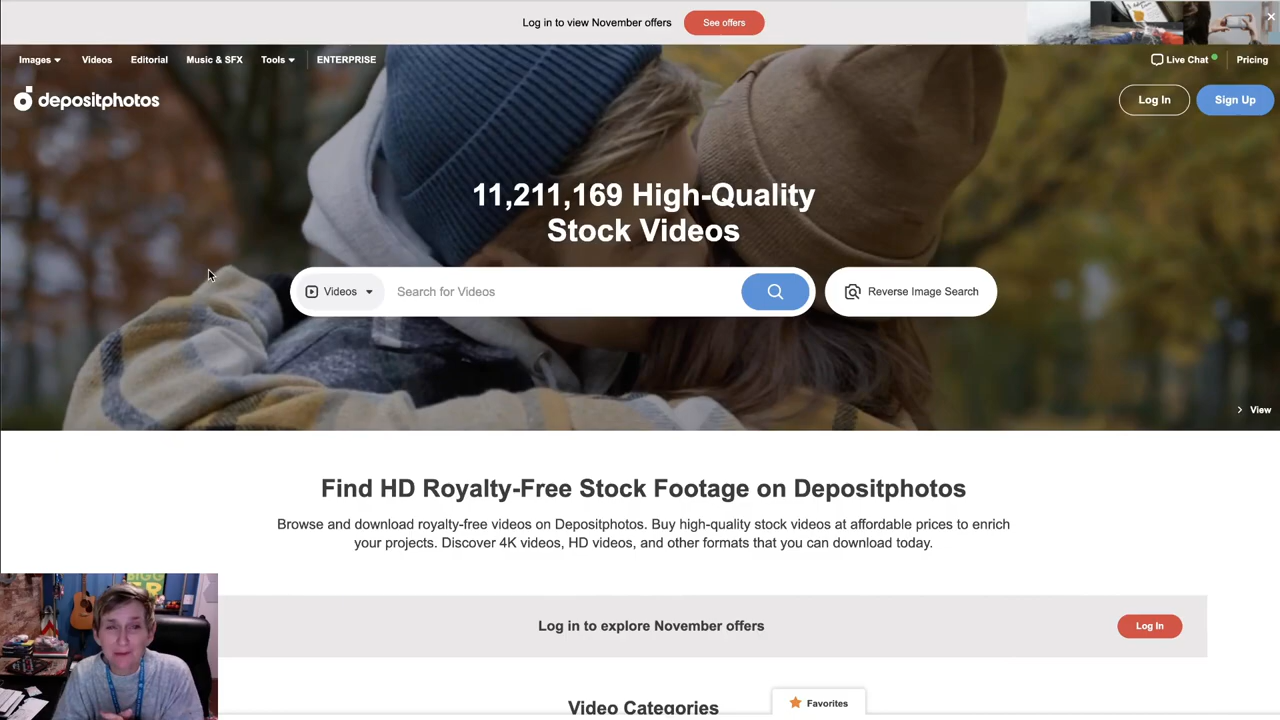 Log in to view November offers
See offers
Images
Videos
Editorial
Music & SFX
Tools
ENTERPRISE
Live Chat
Pricing
depositphotos
Log In
Sign Up
11,211,169 High-Quality
Stock Videos
Videos
Search for Videos
Reverse Image Search
View
Find HD Royalty-Free Stock Footage on Depositphotos
Browse and download royalty-free videos on Depositphotos. Buy high-quality stock videos at affordable prices to enrich
your projects. Discover 4K videos, HD videos, and other formats that you can download today.
Log in to explore November offers
Log In
Video Categories
Favorites